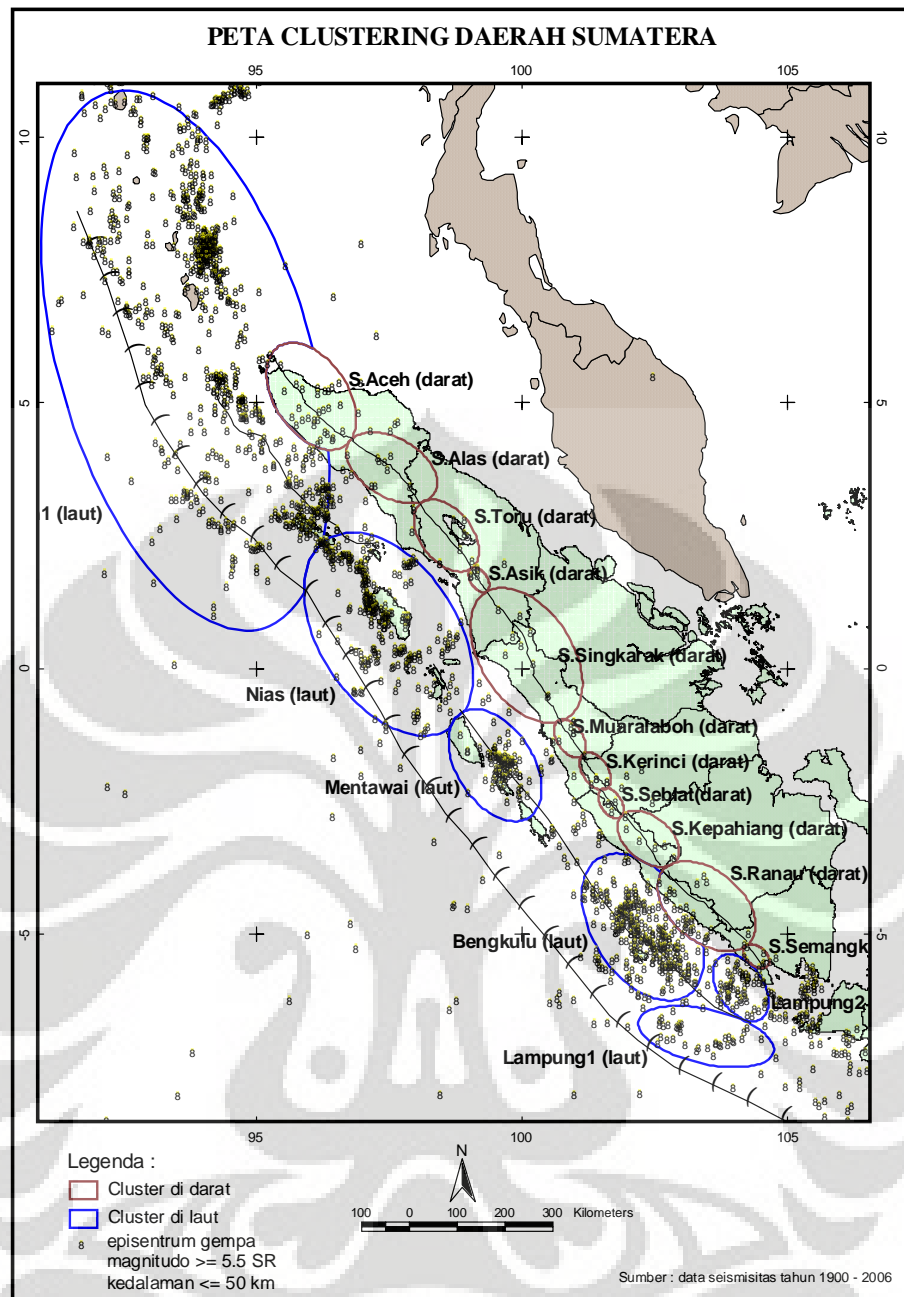 PETA CLUSTERING DAERAH SUMATERA
95 100 105
10 10
S.Aceh (darat)
5 5
S.Alas (darat)
S.Toru (darat)
1 (laut)
S.Asik (darat)
S.Singkarak (darat)
0 0
Nias (laut)
S.Muaralaboh (darat)
S.Kerinci (darat)
Mentawai (laut)
S.Seblat(darat)
S.Kepahiang (darat)
S.Ranau (darat)
-5 -5
Bengkulu (laut)
S.Semangk
Lampung2
Lampung1 (laut)
95 100 105
Legenda :
Cluster di darat
Cluster di laut
8 episentrum gempa
magnitudo >= 5.5 SR
kedalaman <= 50 km
N
100 0 100 200 300 Kilometers
Sumber : data seismisitas tahun 1900 - 2006